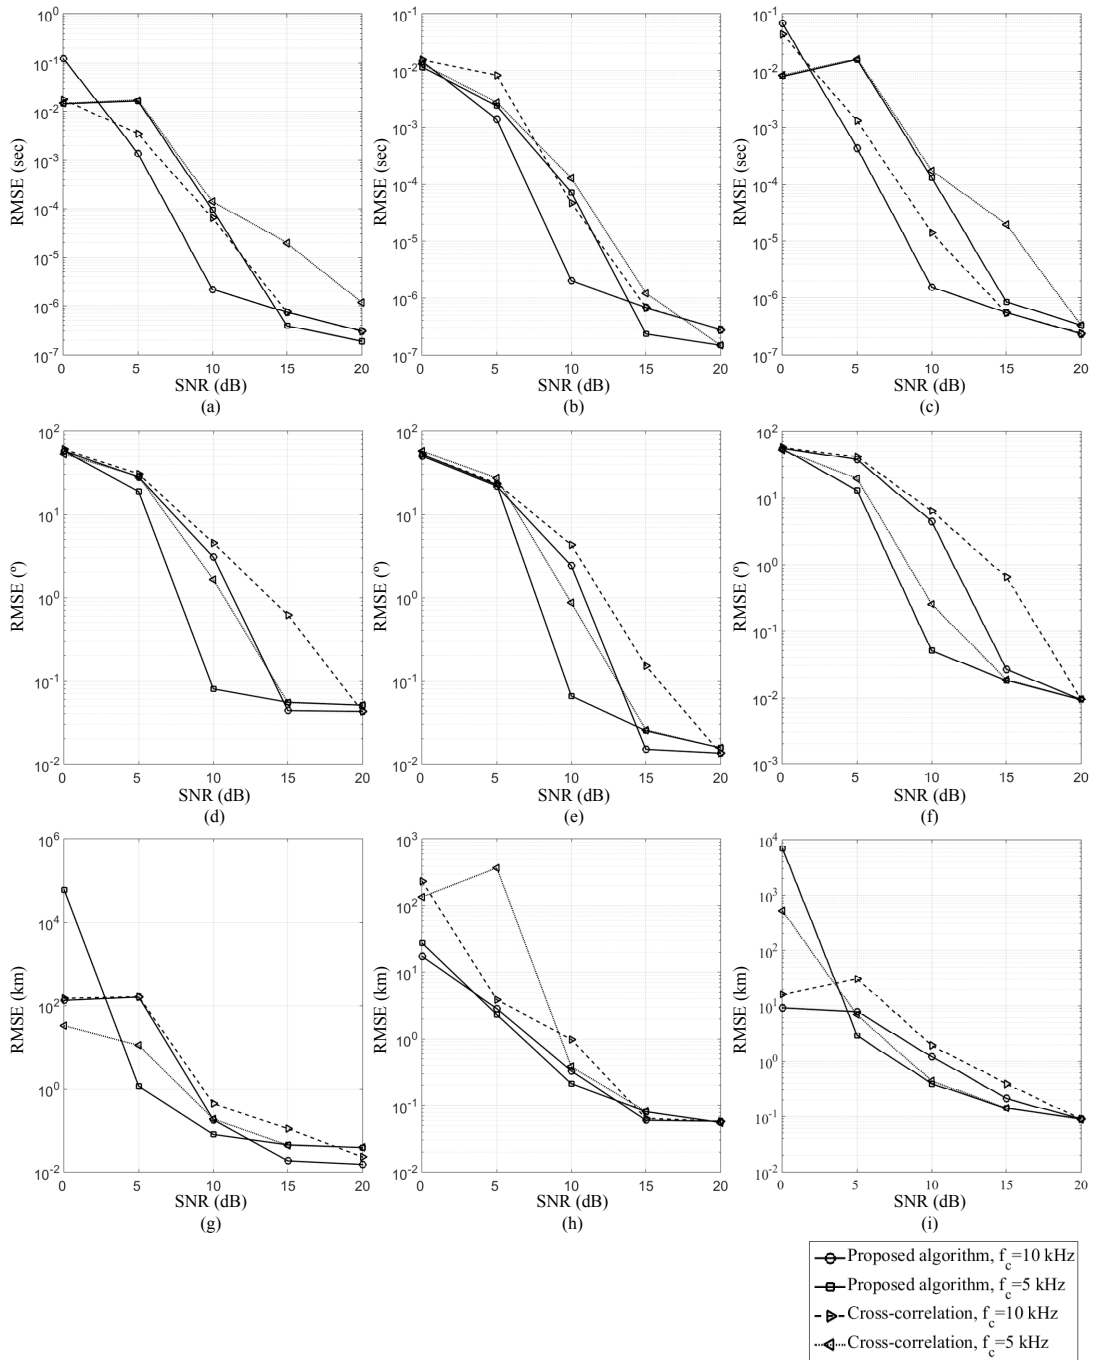 10^0
10^-1
10^-2
10^-3
10^-4
10^-5
10^-6
10^-7
RMSE (sec)
0 5 10 15 20
SNR (dB)
(a)
10^-1
10^-2
10^-3
10^-4
10^-5
10^-6
10^-7
RMSE (sec)
0 5 10 15 20
SNR (dB)
(b)
10^-1
10^-2
10^-3
10^-4
10^-5
10^-6
10^-7
RMSE (sec)
0 5 10 15 20
SNR (dB)
(c)
10^2
10^1
10^0
10^-1
10^-2
RMSE (º)
0 5 10 15 20
SNR (dB)
(d)
10^2
10^1
10^0
10^-1
10^-2
RMSE (º)
0 5 10 15 20
SNR (dB)
(e)
10^2
10^1
10^0
10^-1
10^-2
10^-3
RMSE (º)
0 5 10 15 20
SNR (dB)
(f)
10^6
10^4
10^2
10^0
10^-2
RMSE (km)
0 5 10 15 20
SNR (dB)
(g)
10^3
10^2
10^1
10^0
10^-1
10^-2
RMSE (km)
0 5 10 15 20
SNR (dB)
(h)
10^4
10^3
10^2
10^1
10^0
10^-1
10^-2
RMSE (km)
0 5 10 15 20
SNR (dB)
(i)
Proposed algorithm, f_c=10 kHz
Proposed algorithm, f_c=5 kHz
Cross-correlation, f_c=10 kHz
Cross-correlation, f_c=5 kHz